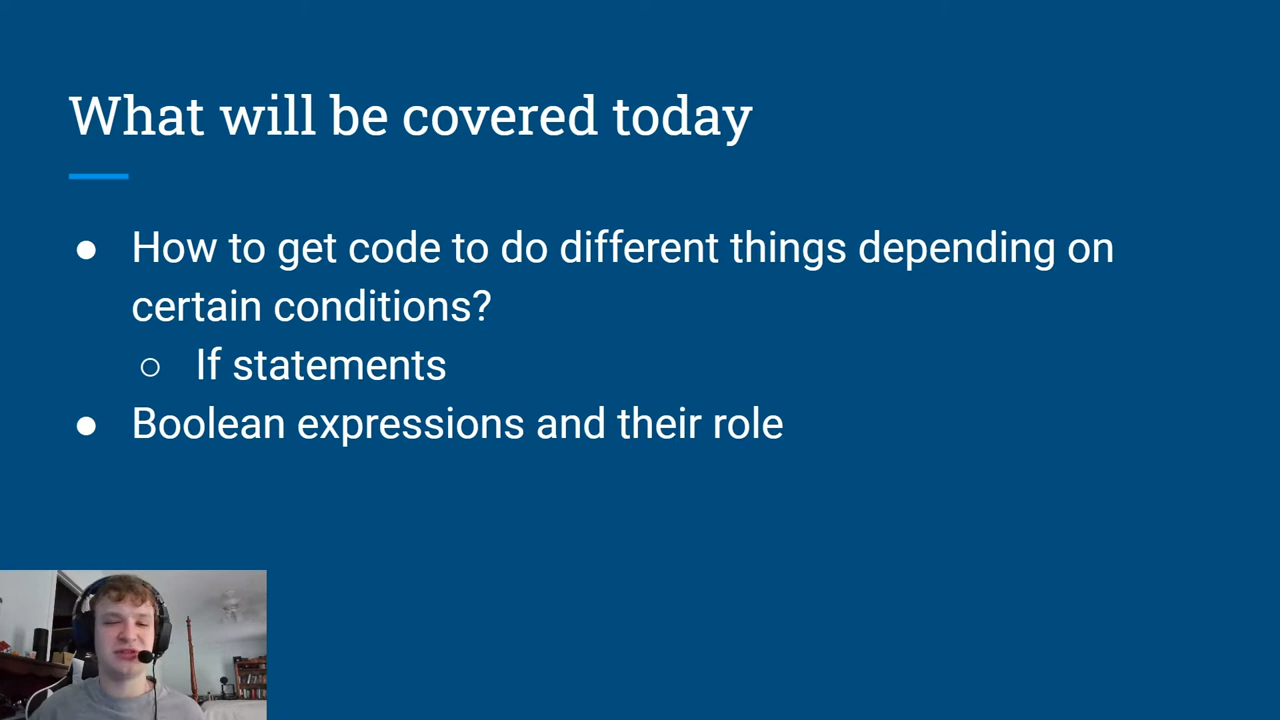 What will be covered today
● How to get code to do different things depending on
certain conditions?
○ If statements
● Boolean expressions and their role